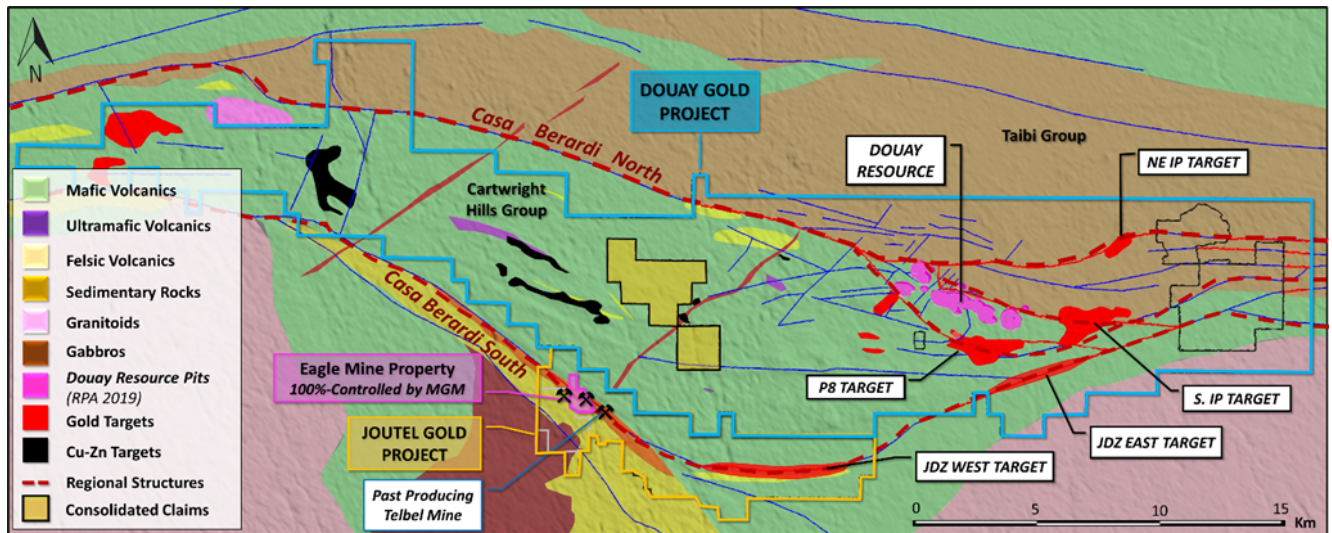 N
DOUAY GOLD
PROJECT
Casa Berardi North
Taibi Group
DOUAY
RESOURCE
NE IP TARGET
Cartwright
Hills Group
Mafic Volcanics
Ultramafic Volcanics
Felsic Volcanics
Sedimentary Rocks
Granitoids
Gabbros
Douay Resource Pits
(RPA 2019)
Gold Targets
Cu-Zn Targets
Regional Structures
Consolidated Claims
Casa Berardi South
Eagle Mine Property
100%-Controlled by MGM
JOUTEL GOLD
PROJECT
Past Producing
Telbel Mine
P8 TARGET
S. IP TARGET
JDZ EAST TARGET
JDZ WEST TARGET
0 5 10 15
Km